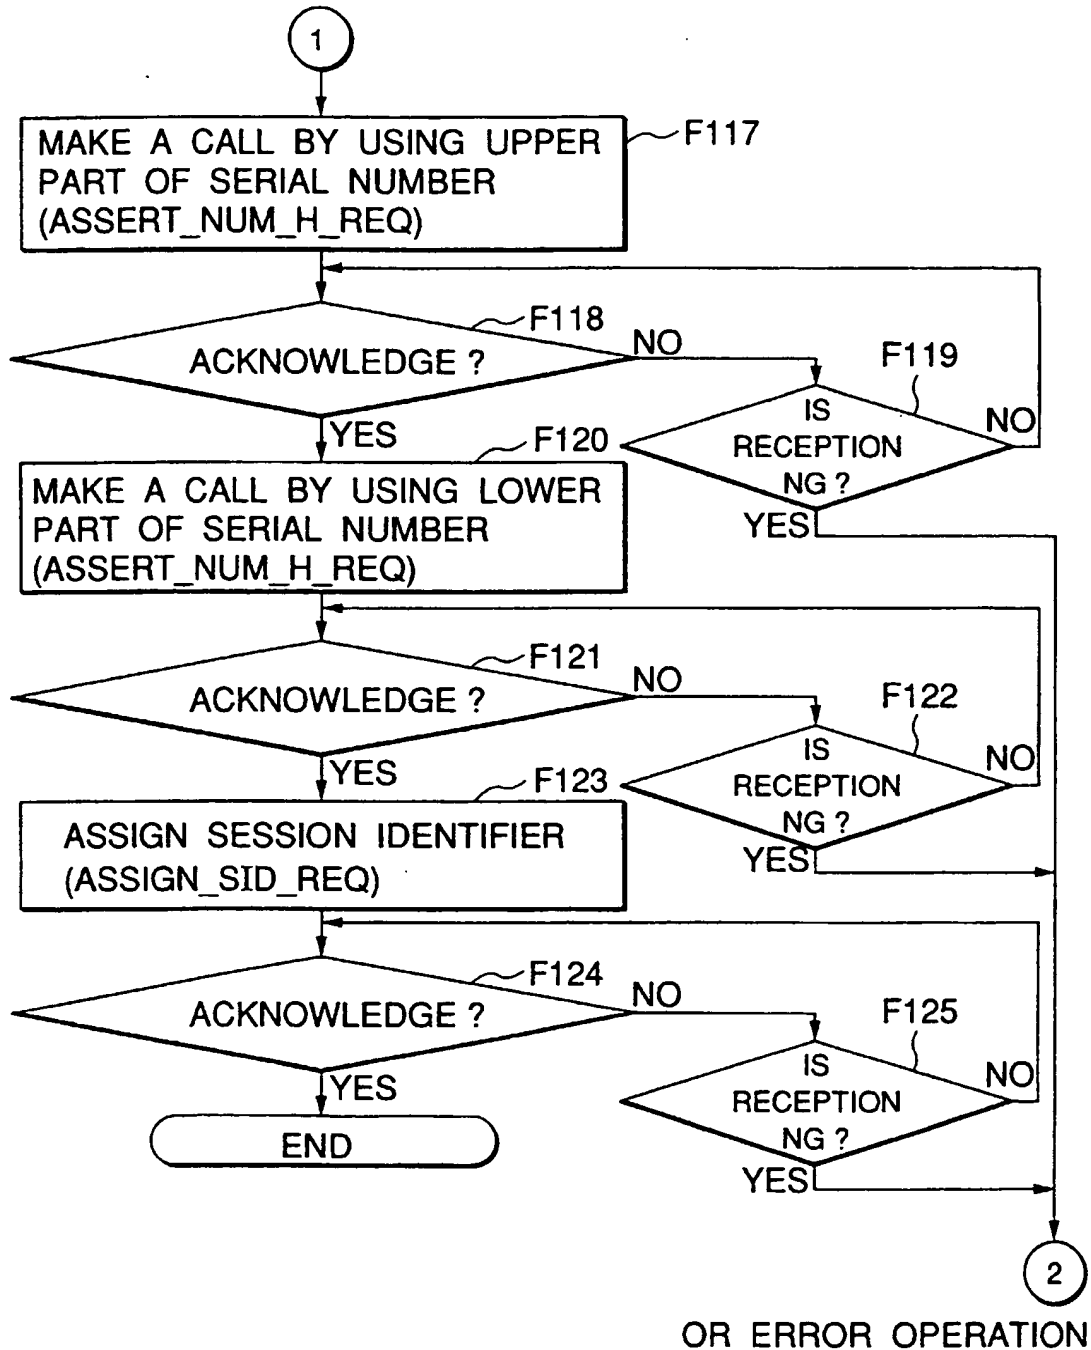 1
MAKE A CALL BY USING UPPER
PART OF SERIAL NUMBER
(ASSERT_NUM_H_REQ)
F117
F118
ACKNOWLEDGE ?
NO
YES
F119
IS
RECEPTION
NG ?
NO
YES
F120
MAKE A CALL BY USING LOWER
PART OF SERIAL NUMBER
(ASSERT_NUM_H_REQ)
F121
ACKNOWLEDGE ?
NO
YES
F122
IS
RECEPTION
NG ?
NO
YES
F123
ASSIGN SESSION IDENTIFIER
(ASSIGN_SID_REQ)
F124
ACKNOWLEDGE ?
NO
YES
F125
IS
RECEPTION
NG ?
NO
YES
END
2
OR ERROR OPERATION